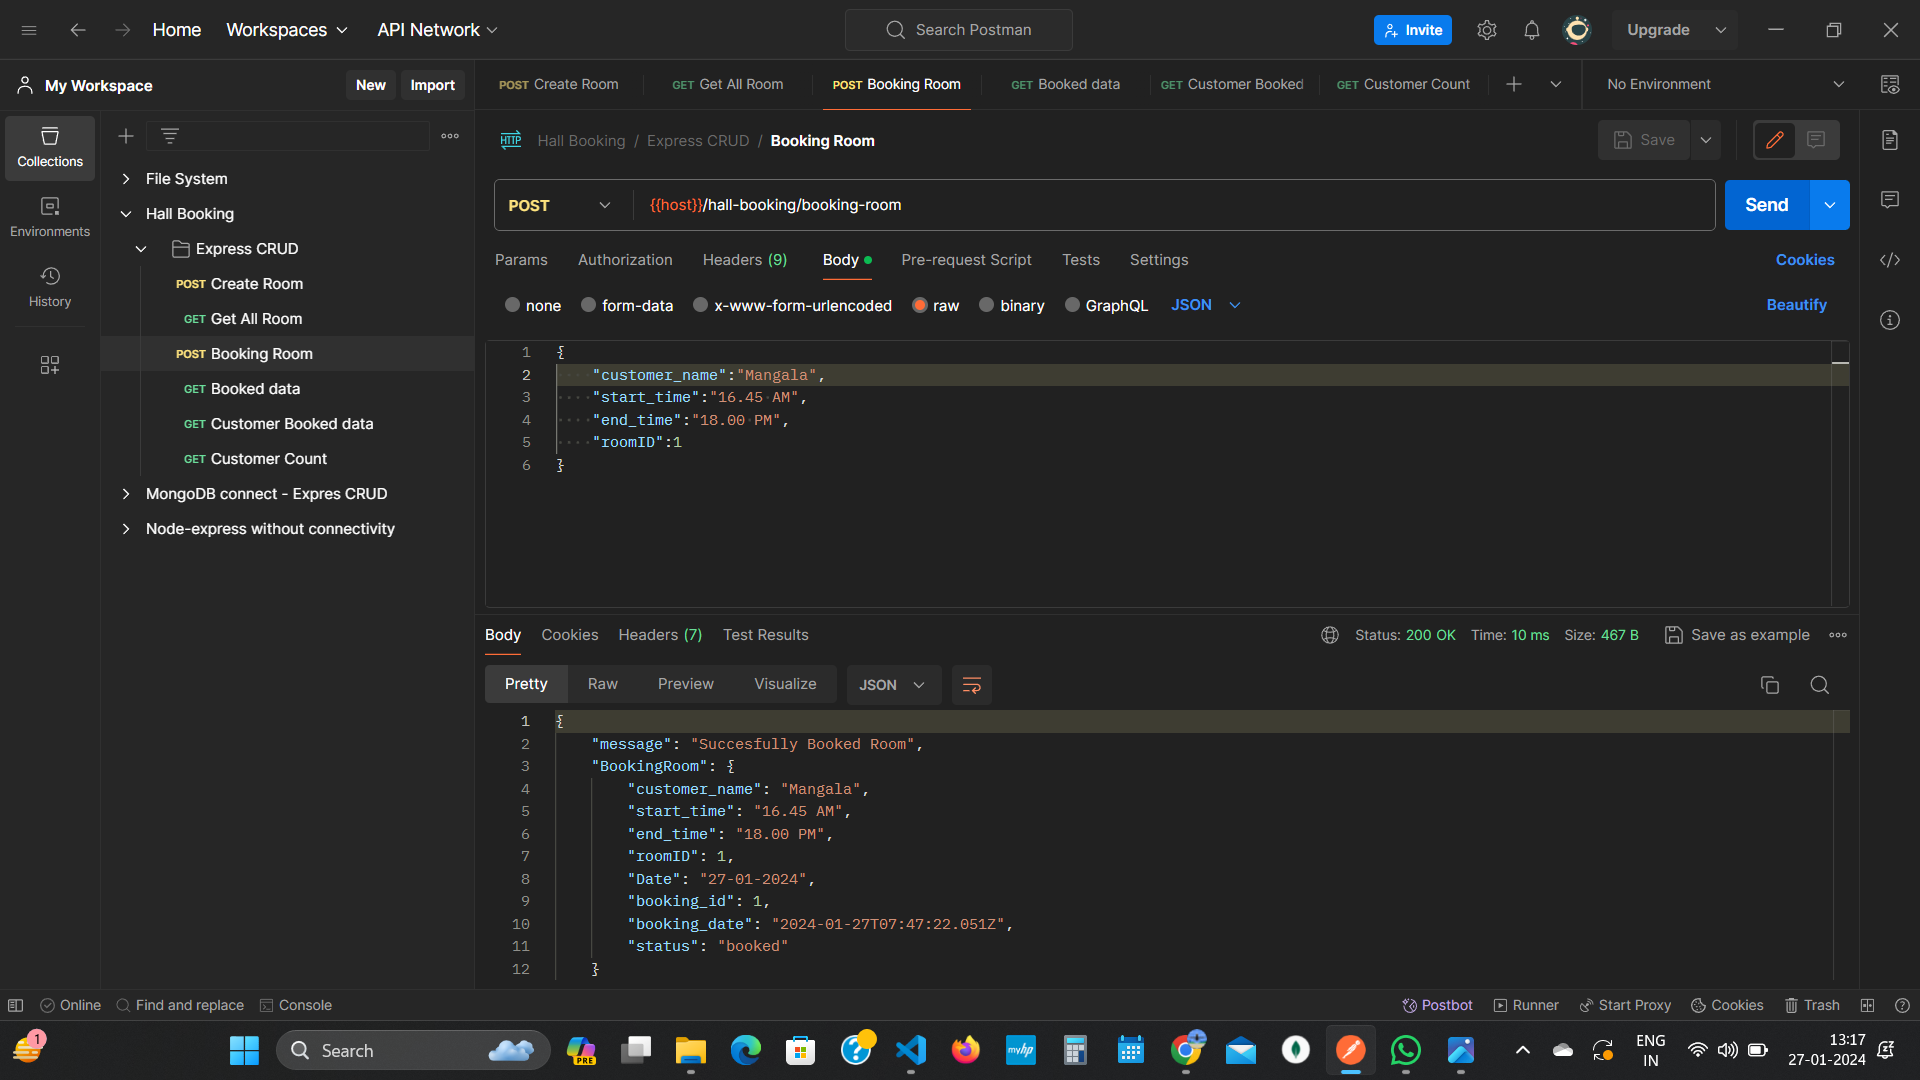 Home
Workspaces
API Network
Search Postman
Invite
Upgrade
My Workspace
New
Import
POST Create Room
GET Get All Room
POST Booking Room
GET Booked data
GET Customer Booked
GET Customer Count
No Environment
Collections
Environments
History
File System
Hall Booking
Express CRUD
POST Create Room
GET Get All Room
POST Booking Room
GET Booked data
GET Customer Booked data
GET Customer Count
MongoDB connect - Expres CRUD
Node-express without connectivity
HTTP Hall Booking / Express CRUD / Booking Room
Save
POST
{{host}}/hall-booking/booking-room
Send
Params
Authorization
Headers (9)
Body
Pre-request Script
Tests
Settings
Cookies
none
form-data
x-www-form-urlencoded
raw
binary
GraphQL
JSON
Beautify
1 {
2 "customer_name":"Mangala",
3 "start_time":"16.45 AM",
4 "end_time":"18.00 PM",
5 "roomID":1
6 }
Body
Cookies
Headers (7)
Test Results
Status: 200 OK
Time: 10 ms
Size: 467 B
Save as example
Pretty
Raw
Preview
Visualize
JSON
1 {
2 "message": "Succesfully Booked Room",
3 "BookingRoom": {
4 "customer_name": "Mangala",
5 "start_time": "16.45 AM",
6 "end_time": "18.00 PM",
7 "roomID": 1,
8 "Date": "27-01-2024",
9 "booking_id": 1,
10 "booking_date": "2024-01-27T07:47:22.051Z",
11 "status": "booked"
12 }
Online
Find and replace
Console
Postbot
Runner
Start Proxy
Cookies
Trash
1
Search
PRE
myhp
ENG
IN
13:17
27-01-2024